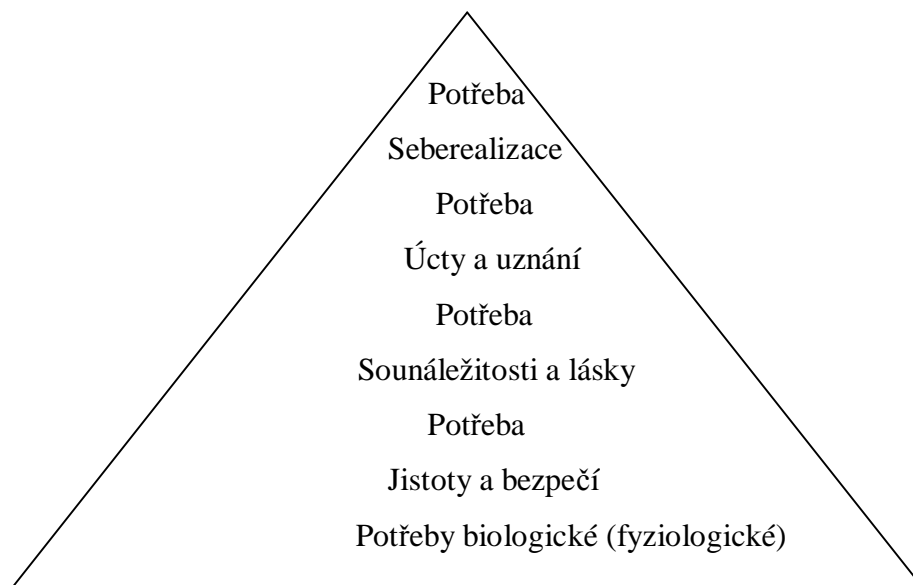 Potřeba
Seberealizace
Potřeba
Úcty a uznání
Potřeba
Sounáležitosti a lásky
Potřeba
Jistoty a bezpečí
Potřeby biologické (fyziologické)